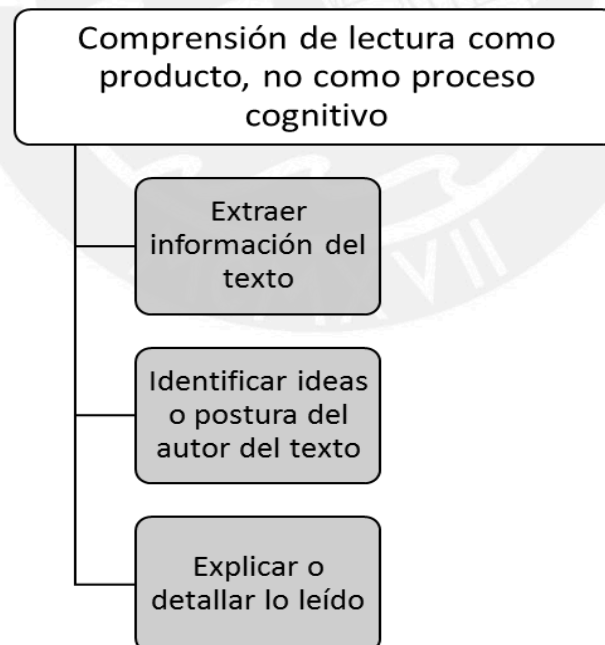 Comprensión de lectura como
producto, no como proceso
cognitivo
Extraer
información del
texto
Identificar ideas
o postura del
autor del texto
Explicar o
detallar lo leído